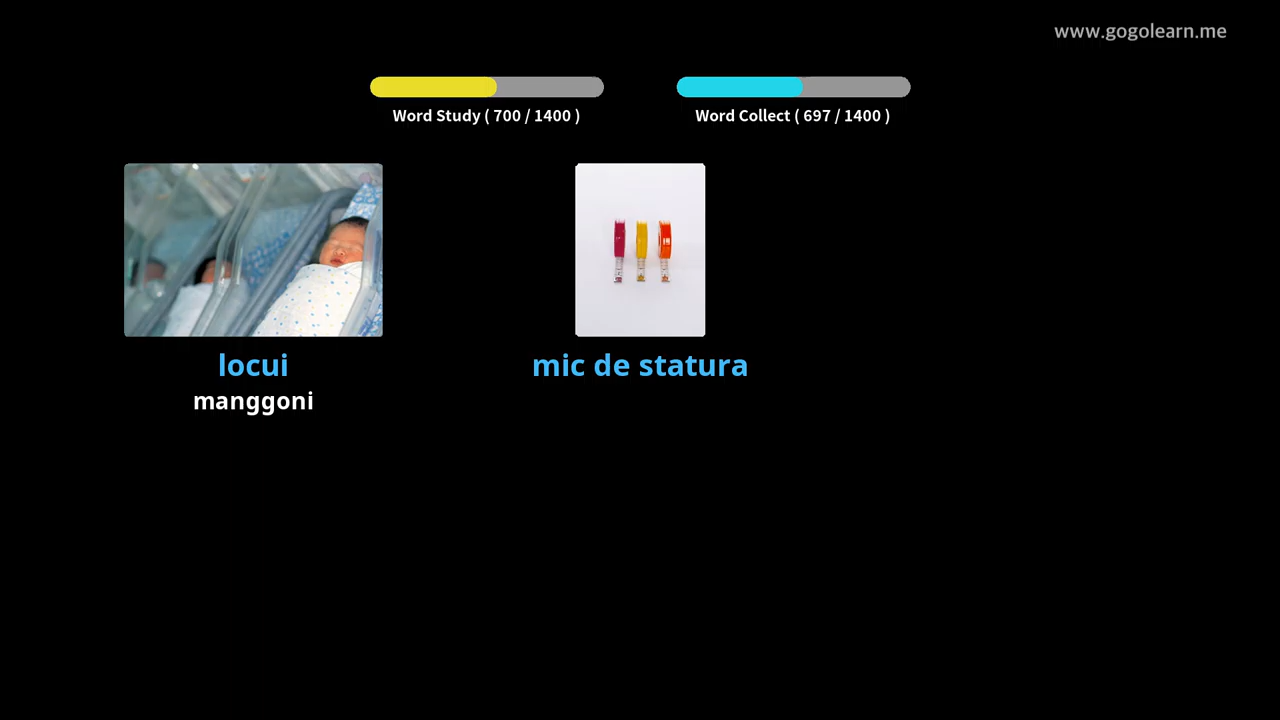 www.gogolearn.me
Word Study ( 700 / 1400 )
Word Collect ( 697 / 1400 )
locui
manggoni
mic de statura